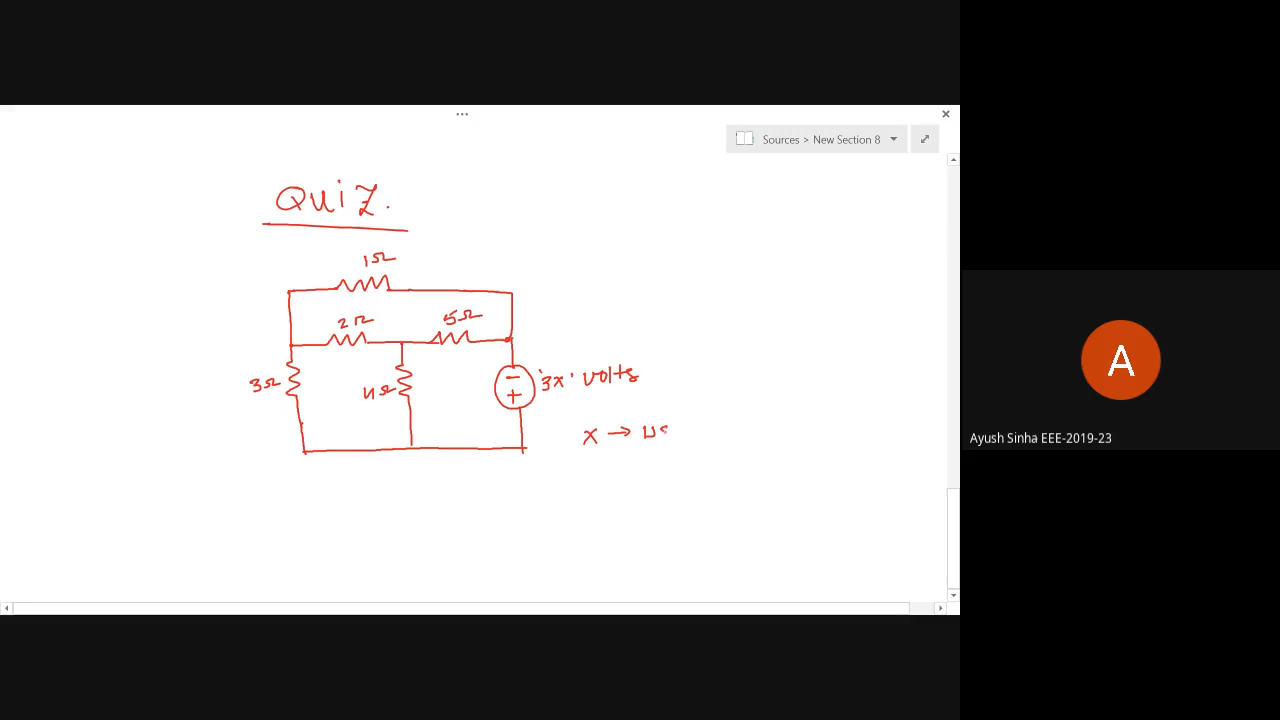 Sources > New Section 8
QUIZ.
1Ω
2Ω 5Ω
3Ω 4Ω - '3x' volts
+
x →
A
Ayush Sinha EEE-2019-23